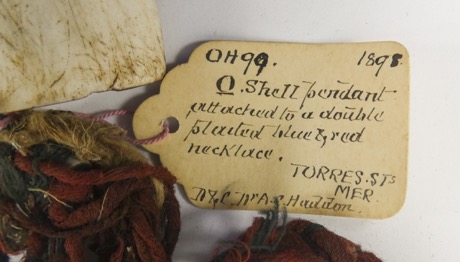 OH99. 1898.
O. Shell pendant
attached to a double
plaited blue & red
necklace.
TORRES. STS
MER.
Dr A. C. Haddon.